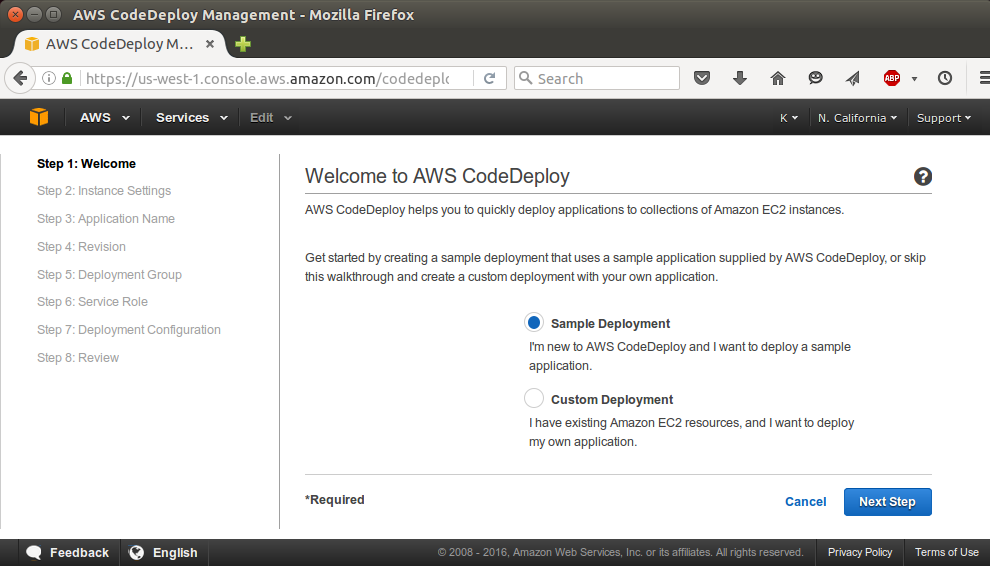 AWS CodeDeploy Management - Mozilla Firefox
AWS CodeDeploy M...
https://us-west-1.console.aws.amazon.com/codedeplo
Search
ABP
AWS
Services
Edit
K
N. California
Support
Step 1: Welcome
Step 2: Instance Settings
Step 3: Application Name
Step 4: Revision
Step 5: Deployment Group
Step 6: Service Role
Step 7: Deployment Configuration
Step 8: Review
Welcome to AWS CodeDeploy
?
AWS CodeDeploy helps you to quickly deploy applications to collections of Amazon EC2 instances.
Get started by creating a sample deployment that uses a sample application supplied by AWS CodeDeploy, or skip
this walkthrough and create a custom deployment with your own application.
Sample Deployment
I'm new to AWS CodeDeploy and I want to deploy a sample
application.
Custom Deployment
I have existing Amazon EC2 resources, and I want to deploy
my own application.
*Required
Cancel
Next Step
Feedback
English
© 2008 - 2016, Amazon Web Services, Inc. or its affiliates. All rights reserved.
Privacy Policy
Terms of Use